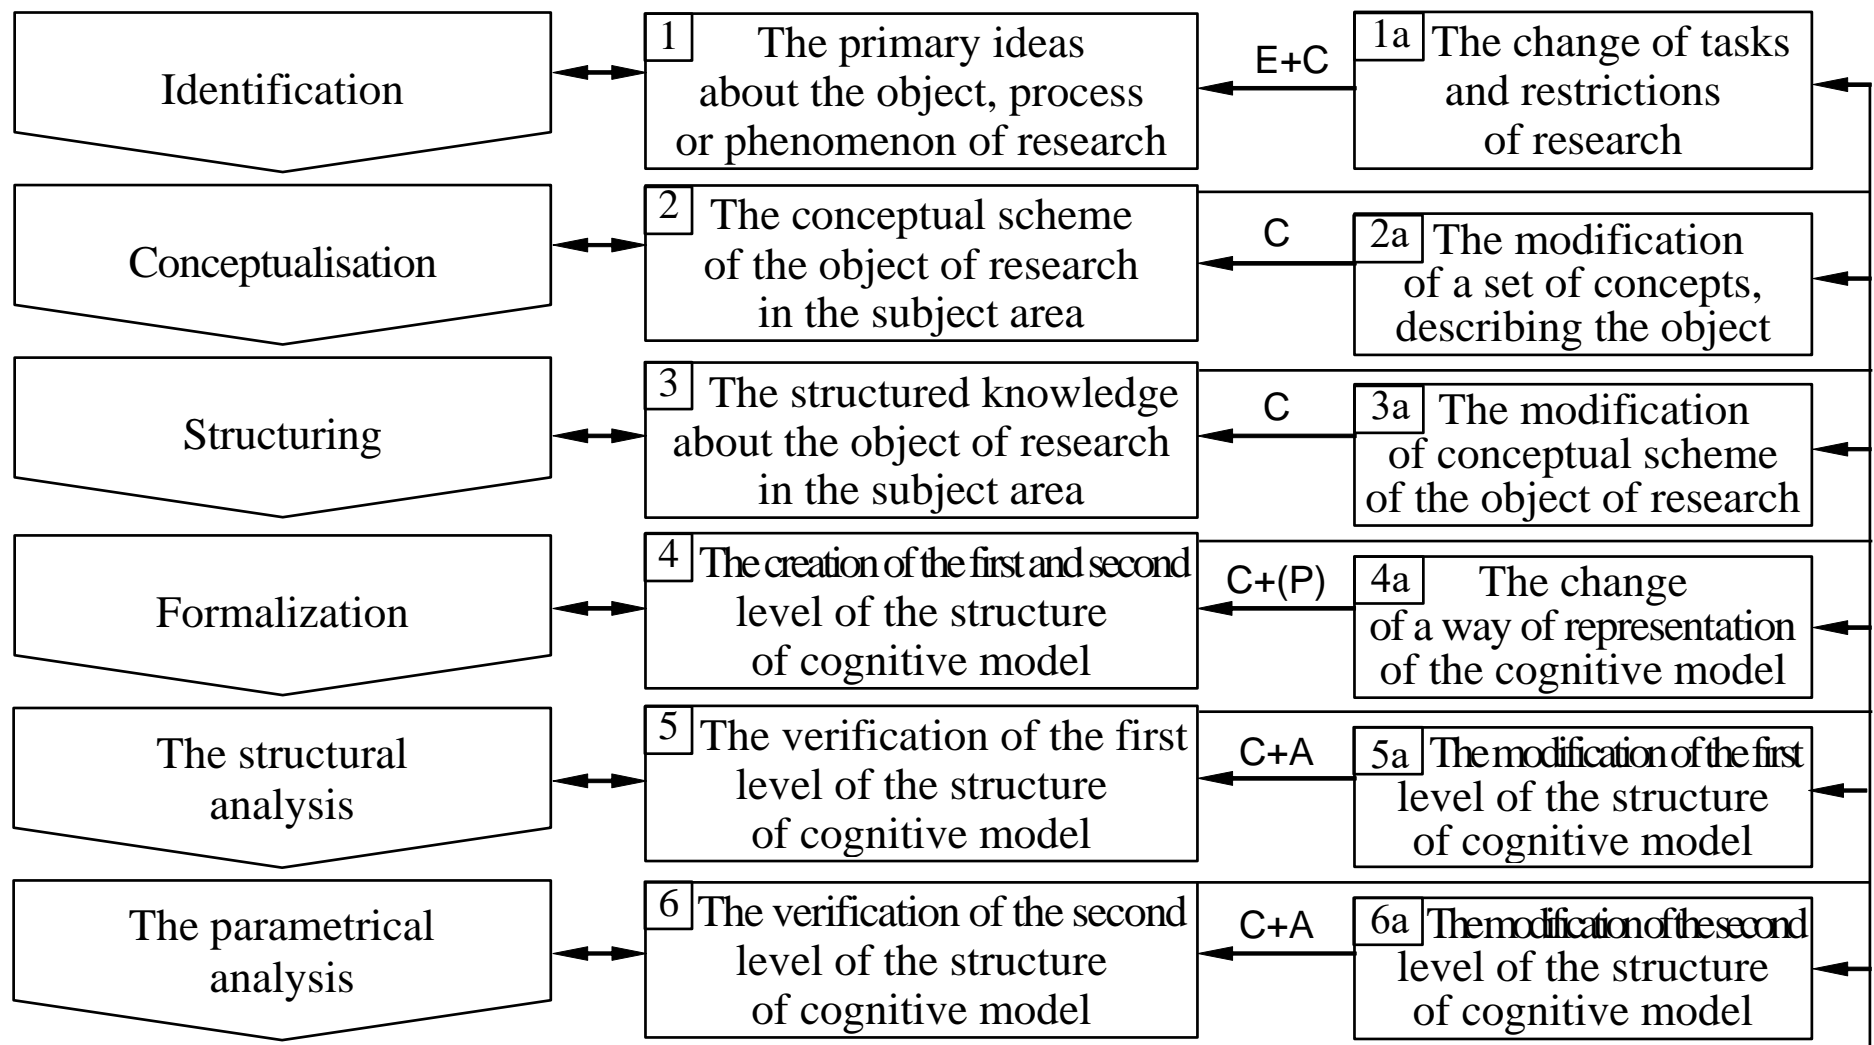 Identification
1
The primary ideas
about the object, process
or phenomenon of research
E+C
1a
The change of tasks
and restrictions
of research
Conceptualisation
2
The conceptual scheme
of the object of research
in the subject area
C
2a
The modification
of a set of concepts,
describing the object
Structuring
3
The structured knowledge
about the object of research
in the subject area
C
3a
The modification
of conceptual scheme
of the object of research
Formalization
4
The creation of the first and second
level of the structure
of cognitive model
C+(P)
4a
The change
of a way of representation
of the cognitive model
The structural
analysis
5
The verification of the first
level of the structure
of cognitive model
C+A
5a
The modification of the first
level of the structure
of cognitive model
The parametrical
analysis
6
The verification of the second
level of the structure
of cognitive model
C+A
6a
The modification of the second
level of the structure
of cognitive model